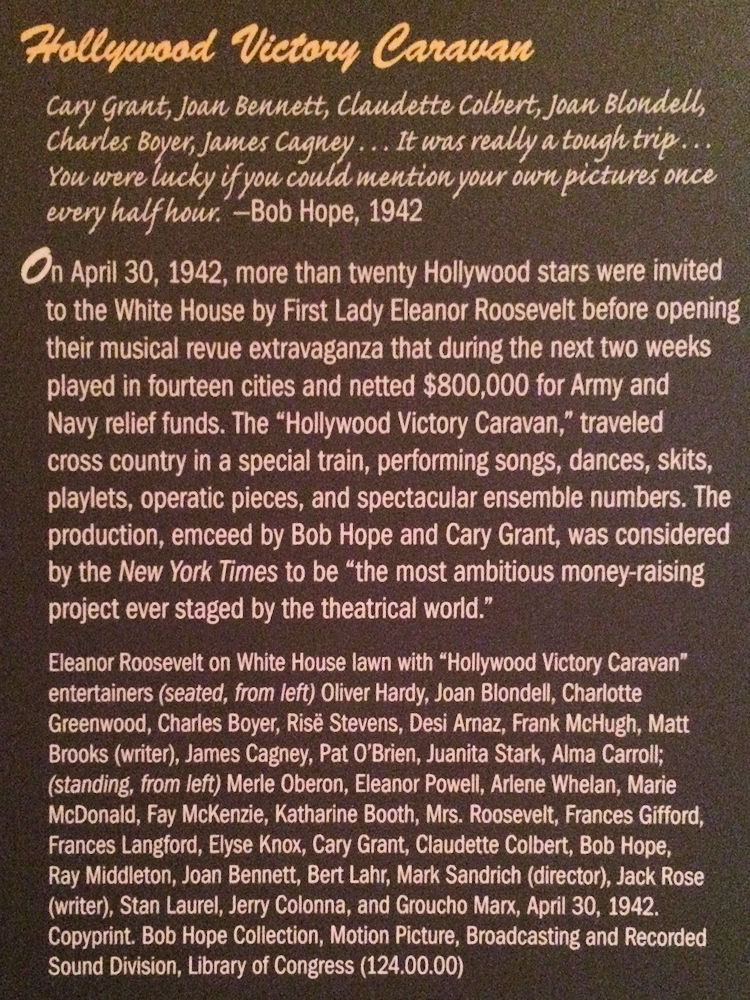 Hollywood Victory Caravan
Cary Grant, Joan Bennett, Claudette Colbert, Joan Blondell,
Charles Boyer, James Cagney . . . It was really a tough trip . . .
You were lucky if you could mention your own pictures once
every half hour. —Bob Hope, 1942
On April 30, 1942, more than twenty Hollywood stars were invited
to the White House by First Lady Eleanor Roosevelt before opening
their musical revue extravaganza that during the next two weeks
played in fourteen cities and netted $800,000 for Army and
Navy relief funds. The “Hollywood Victory Caravan,” traveled
cross country in a special train, performing songs, dances, skits,
playlets, operatic pieces, and spectacular ensemble numbers. The
production, emceed by Bob Hope and Cary Grant, was considered
by the New York Times to be “the most ambitious money-raising
project ever staged by the theatrical world.”
Eleanor Roosevelt on White House lawn with “Hollywood Victory Caravan”
entertainers (seated, from left) Oliver Hardy, Joan Blondell, Charlotte
Greenwood, Charles Boyer, Risë Stevens, Desi Arnaz, Frank McHugh, Matt
Brooks (writer), James Cagney, Pat O’Brien, Juanita Stark, Alma Carroll;
(standing, from left) Merle Oberon, Eleanor Powell, Arlene Whelan, Marie
McDonald, Fay McKenzie, Katharine Booth, Mrs. Roosevelt, Frances Gifford,
Frances Langford, Elyse Knox, Cary Grant, Claudette Colbert, Bob Hope,
Ray Middleton, Joan Bennett, Bert Lahr, Mark Sandrich (director), Jack Rose
(writer), Stan Laurel, Jerry Colonna, and Groucho Marx, April 30, 1942.
Copyprint. Bob Hope Collection, Motion Picture, Broadcasting and Recorded
Sound Division, Library of Congress (124.00.00)